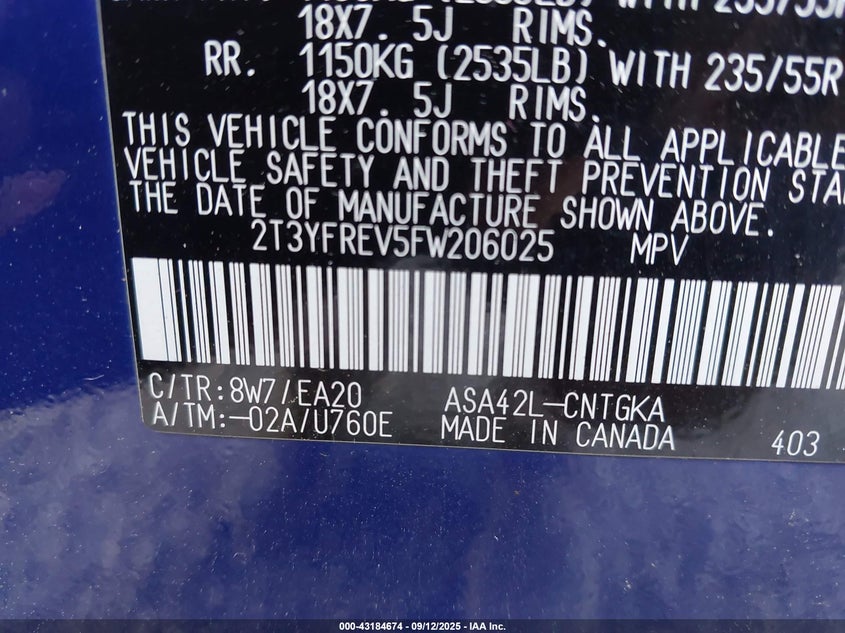 18X7. 5J RIMS.
RR. 1150KG (2535LB) WITH 235/55R
18X7. 5J RIMS.
THIS VEHICLE CONFORMS TO ALL APPLICABLE
VEHICLE SAFETY AND THEFT PREVENTION STA
THE DATE OF MANUFACTURE SHOWN ABOVE.
2T3YFREV5FW206025 MPV
C/TR:8W7/EA20 ASA42L-CNTGKA
A/TM:-02A/U760E MADE IN CANADA 403
000-43184674 - 09/12/2025 - IAA Inc.